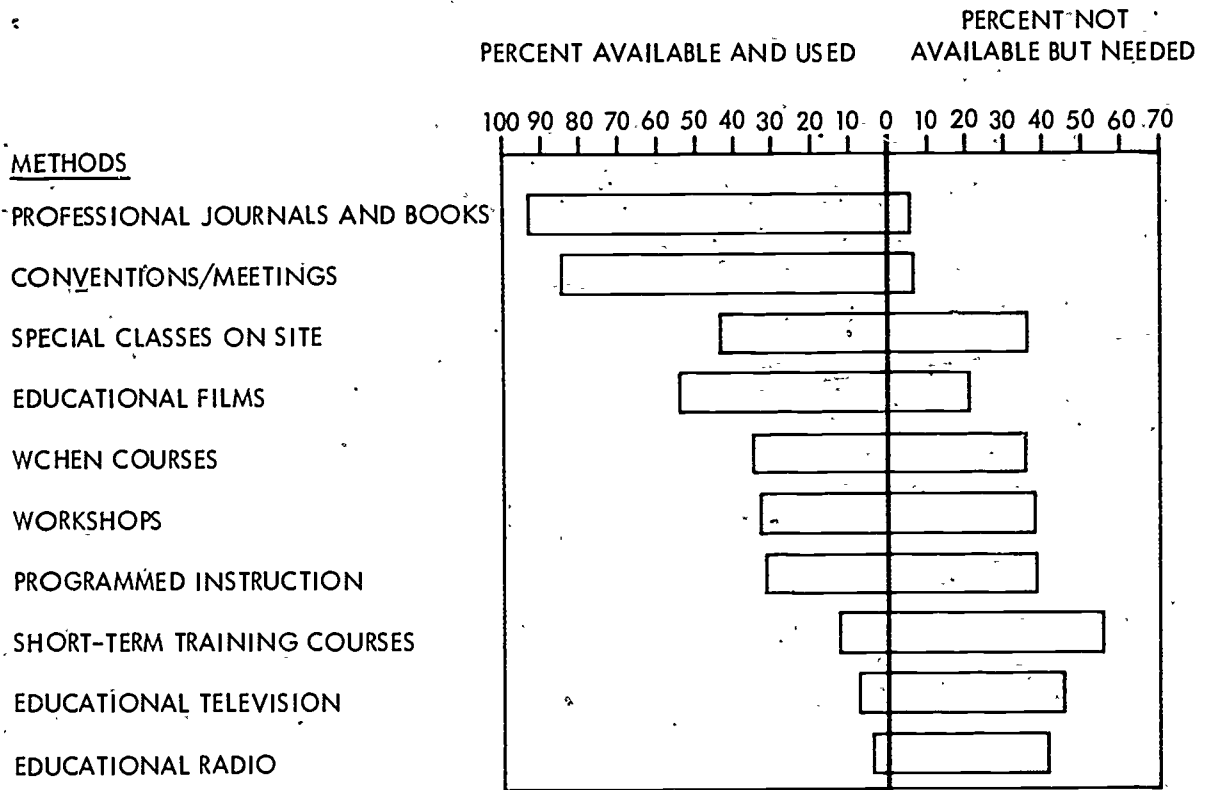 PERCENT NOT
PERCENT AVAILABLE AND USED AVAILABLE BUT NEEDED
100 90 80 70 60 50 40 30 20 10 0 10 20 30 40 50 60 70
METHODS
PROFESSIONAL JOURNALS AND BOOKS
CONVENTIONS/MEETINGS
SPECIAL CLASSES ON SITE
EDUCATIONAL FILMS
WCHEN COURSES
WORKSHOPS
PROGRAMMED INSTRUCTION
SHORT-TERM TRAINING COURSES
EDUCATIONAL TELEVISION
EDUCATIONAL RADIO